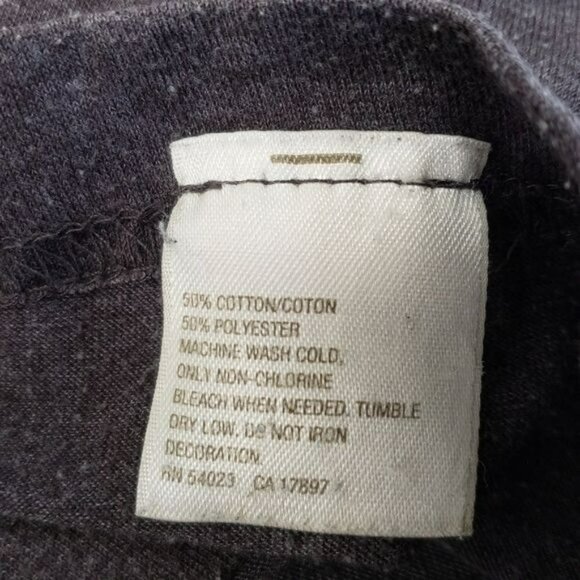 50% COTTON/COTON
50% POLYESTER
MACHINE WASH COLD,
ONLY NON-CHLORINE
BLEACH WHEN NEEDED. TUMBLE
DRY LOW. DO NOT IRON
DECORATION.
RN 54023 CA 17897